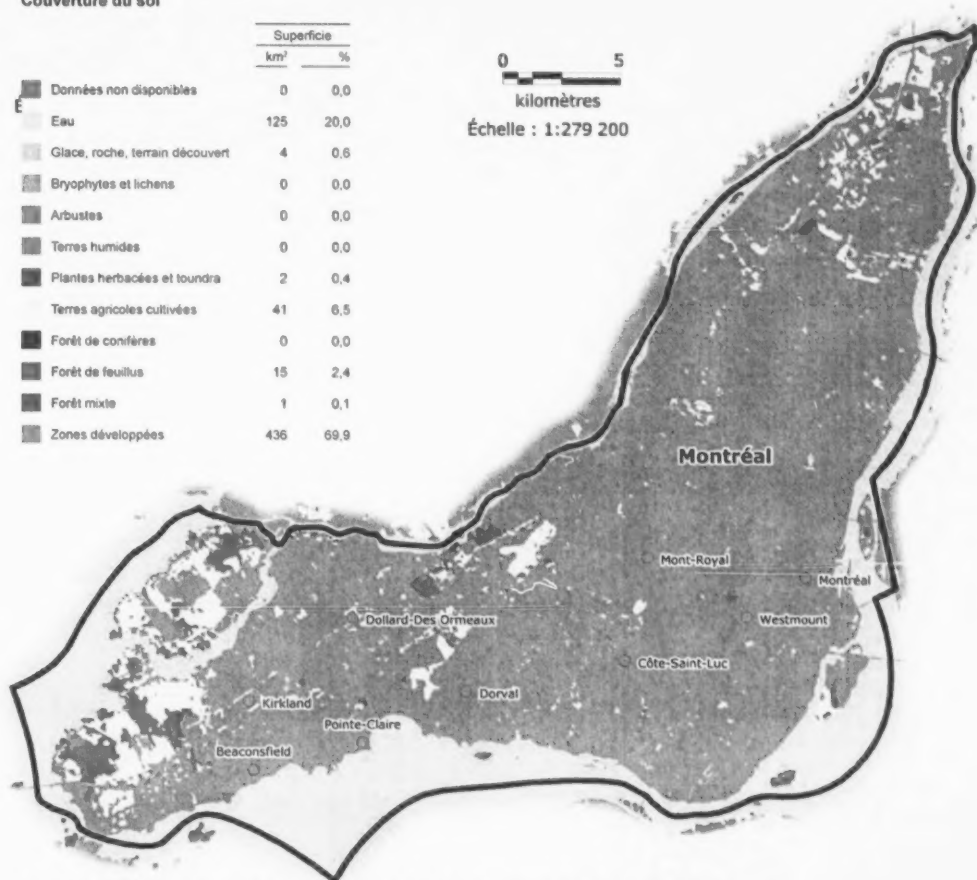 Couverture du sol
Superficie
km² %
Données non disponibles 0 0,0
É
Eau 125 20,0
Glace, roche, terrain découvert 4 0,6
Bryophytes et lichens 0 0,0
Arbustes 0 0,0
Terres humides 0 0,0
Plantes herbacées et toundra 2 0,4
Terres agricoles cultivées 41 6,5
Forêt de conifères 0 0,0
Forêt de feuillus 15 2,4
Forêt mixte 1 0,1
Zones développées 436 69,9
0 5
kilomètres
Échelle : 1:279 200
Montréal
Mont-Royal
Montréal
Dollard-Des Ormeaux
Westmount
Côte-Saint-Luc
Kirkland
Dorval
Pointe-Claire
Beaconsfield